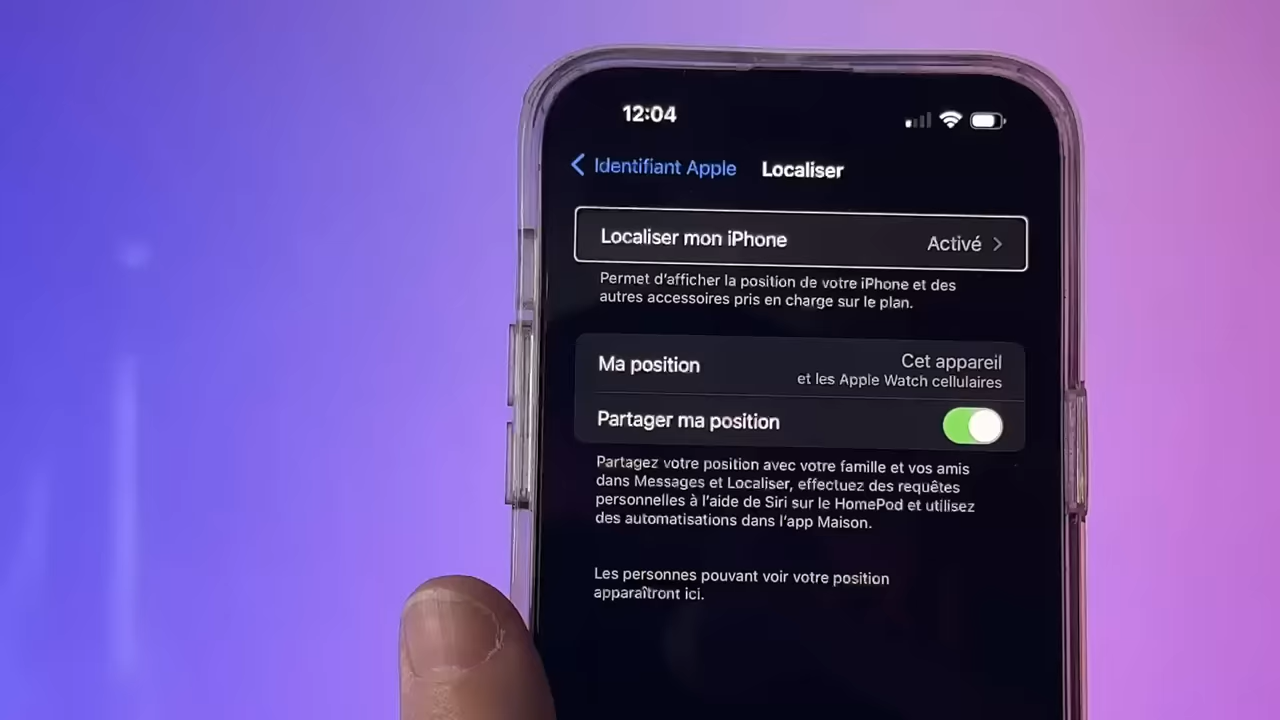 12:04
Identifiant Apple
Localiser
Localiser mon iPhone
Activé
Permet d'afficher la position de votre iPhone et des
autres accessoires pris en charge sur le plan.
Ma position
Cet appareil
et les Apple Watch cellulaires
Partager ma position
Partagez votre position avec votre famille et vos amis
dans Messages et Localiser, effectuez des requêtes
personnelles à l'aide de Siri sur le HomePod et utilisez
des automatisations dans l'app Maison.
Les personnes pouvant voir votre position
apparaîtront ici.